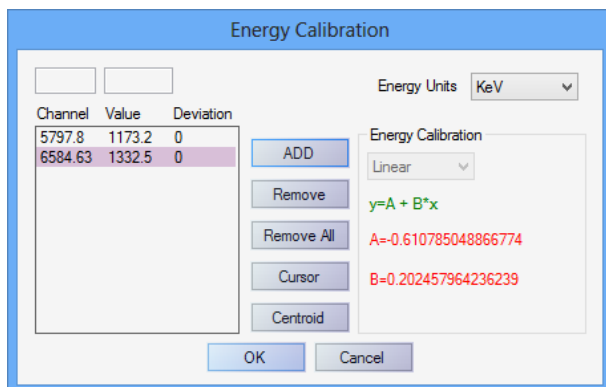 Energy Calibration
Energy Units KeV
Channel Value Deviation
5797.8 1173.2 0
6584.63 1332.5 0
ADD
Remove
Remove All
Cursor
Centroid
Energy Calibration
Linear
y=A + B*x
A=-0.610785048866774
B=0.202457964236239
OK Cancel